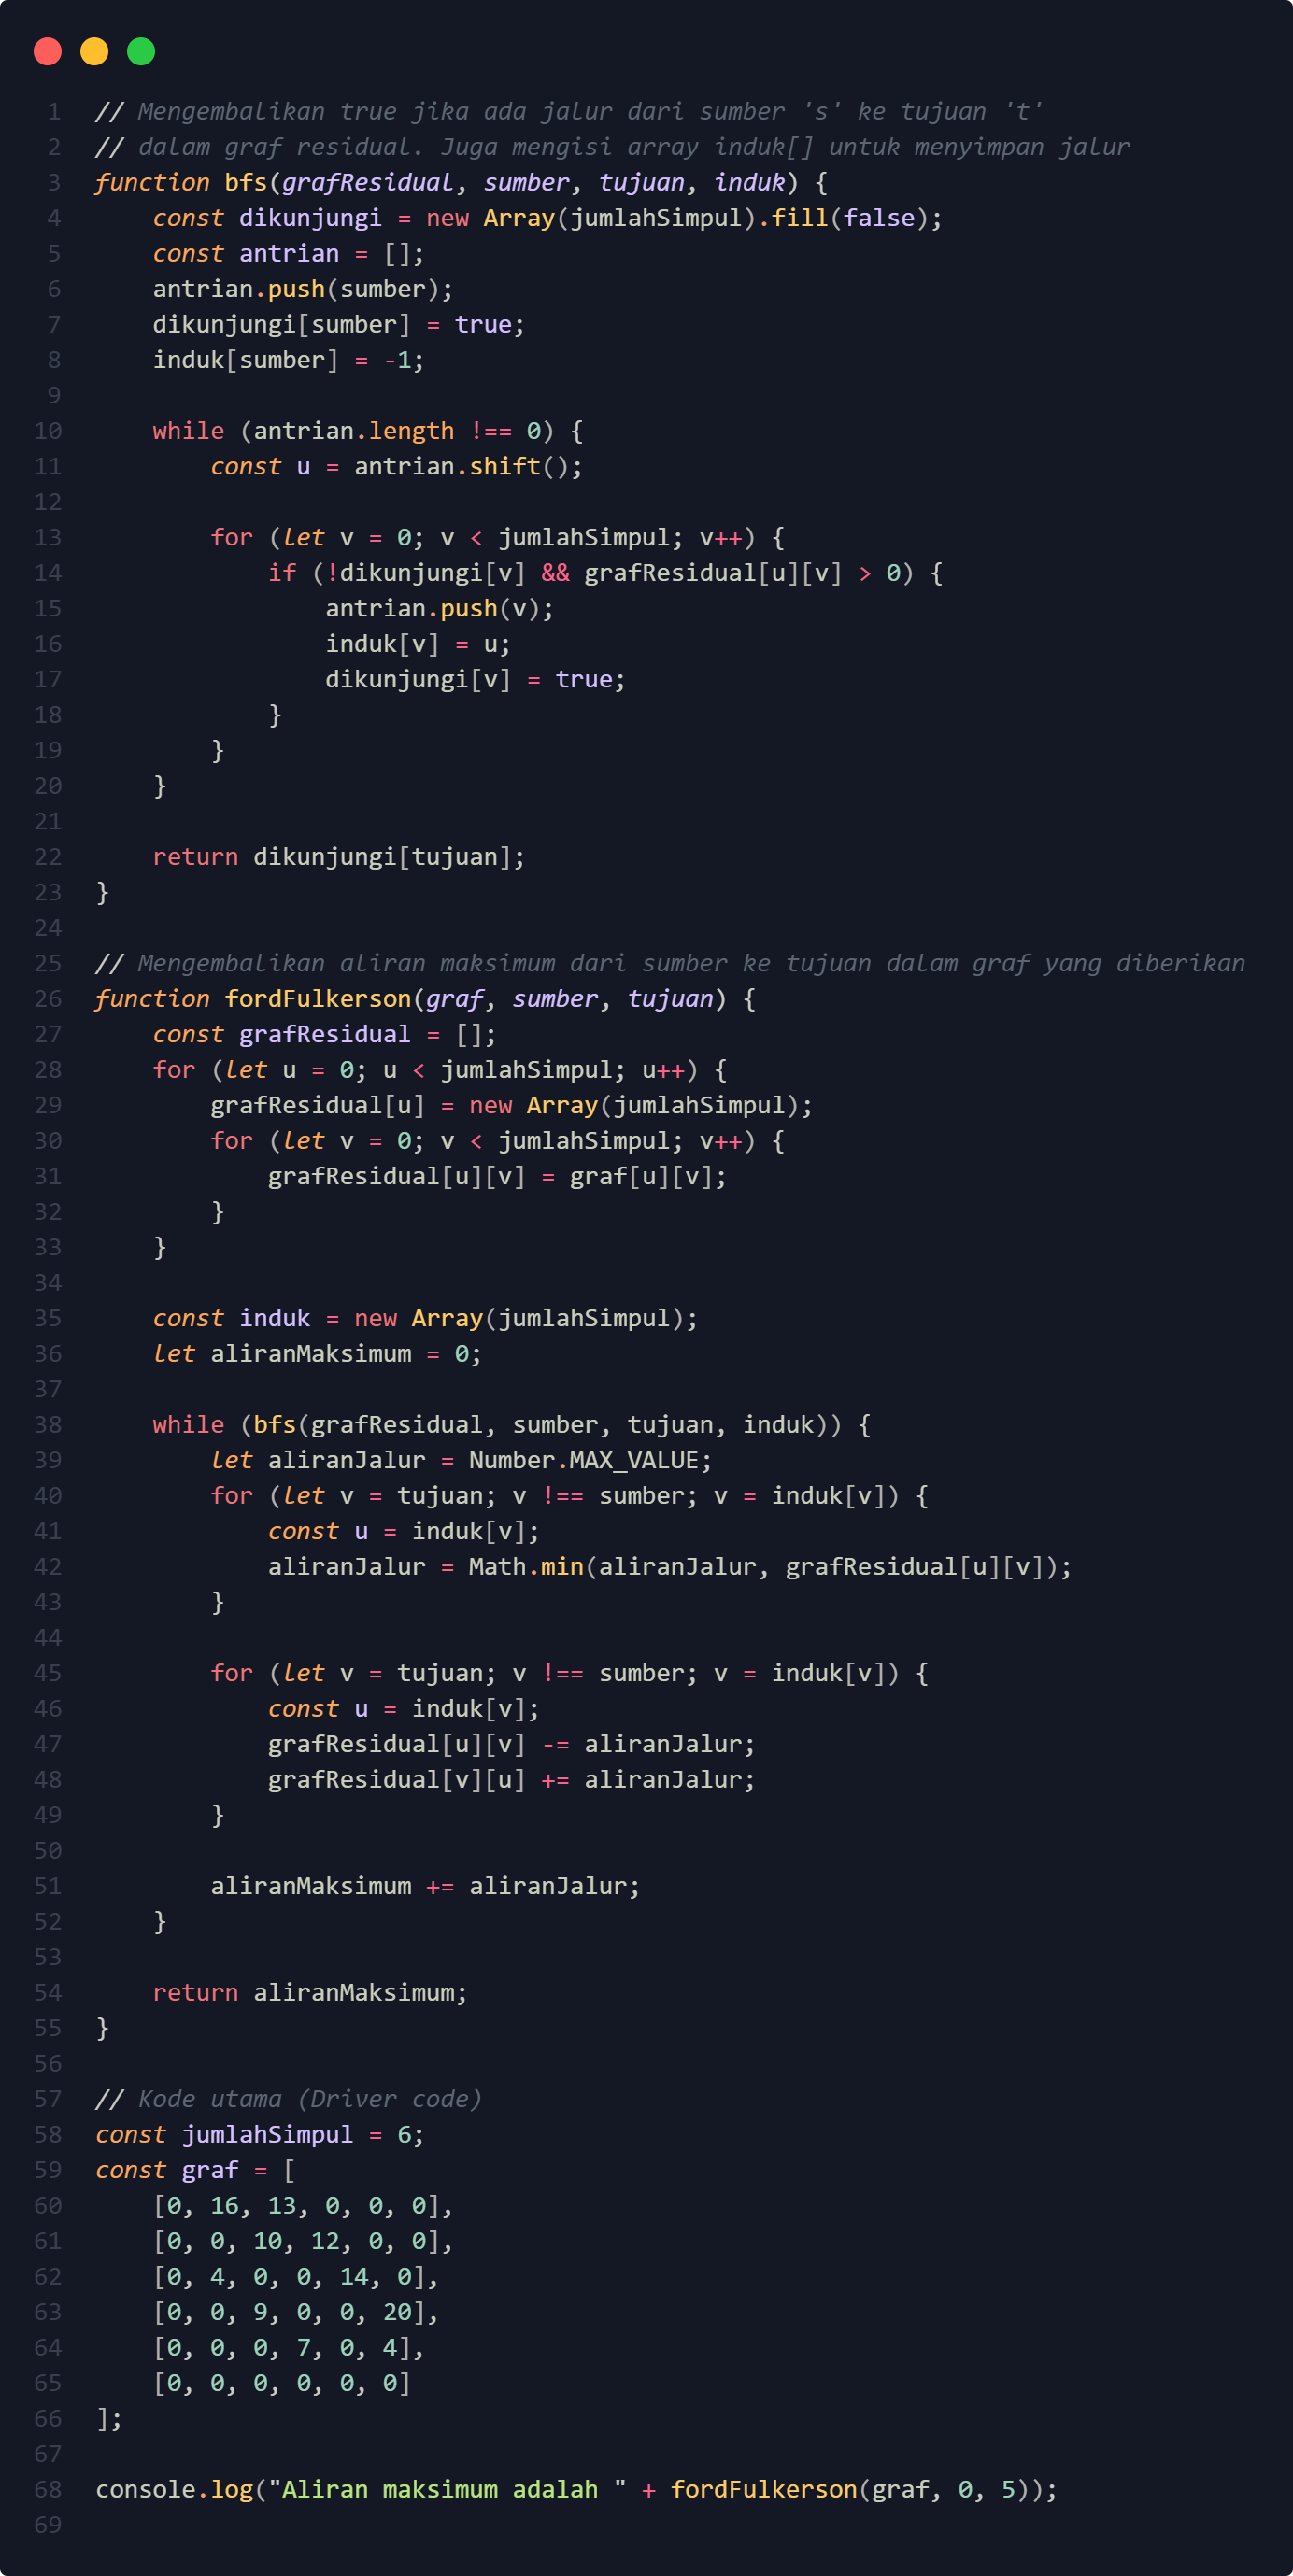 1 // Mengembalikan true jika ada jalur dari sumber 's' ke tujuan 't'
2 // dalam graf residual. Juga mengisi array induk[] untuk menyimpan jalur
3 function bfs(grafResidual, sumber, tujuan, induk) {
4     const dikunjungi = new Array(jumlahSimpul).fill(false);
5     const antrian = [];
6     antrian.push(sumber);
7     dikunjungi[sumber] = true;
8     induk[sumber] = -1;
9
10     while (antrian.length !== 0) {
11         const u = antrian.shift();
12
13         for (let v = 0; v < jumlahSimpul; v++) {
14             if (!dikunjungi[v] && grafResidual[u][v] > 0) {
15                 antrian.push(v);
16                 induk[v] = u;
17                 dikunjungi[v] = true;
18             }
19         }
20     }
21
22     return dikunjungi[tujuan];
23 }
24
25 // Mengembalikan aliran maksimum dari sumber ke tujuan dalam graf yang diberikan
26 function fordFulkerson(graf, sumber, tujuan) {
27     const grafResidual = [];
28     for (let u = 0; u < jumlahSimpul; u++) {
29         grafResidual[u] = new Array(jumlahSimpul);
30         for (let v = 0; v < jumlahSimpul; v++) {
31             grafResidual[u][v] = graf[u][v];
32         }
33     }
34
35     const induk = new Array(jumlahSimpul);
36     let aliranMaksimum = 0;
37
38     while (bfs(grafResidual, sumber, tujuan, induk)) {
39         let aliranJalur = Number.MAX_VALUE;
40         for (let v = tujuan; v !== sumber; v = induk[v]) {
41             const u = induk[v];
42             aliranJalur = Math.min(aliranJalur, grafResidual[u][v]);
43         }
44
45         for (let v = tujuan; v !== sumber; v = induk[v]) {
46             const u = induk[v];
47             grafResidual[u][v] -= aliranJalur;
48             grafResidual[v][u] += aliranJalur;
49         }
50
51         aliranMaksimum += aliranJalur;
52     }
53
54     return aliranMaksimum;
55 }
56
57 // Kode utama (Driver code)
58 const jumlahSimpul = 6;
59 const graf = [
60     [0, 16, 13, 0, 0, 0],
61     [0, 0, 10, 12, 0, 0],
62     [0, 4, 0, 0, 14, 0],
63     [0, 0, 9, 0, 0, 20],
64     [0, 0, 0, 7, 0, 4],
65     [0, 0, 0, 0, 0, 0]
66 ];
67
68 console.log("Aliran maksimum adalah " + fordFulkerson(graf, 0, 5));
69